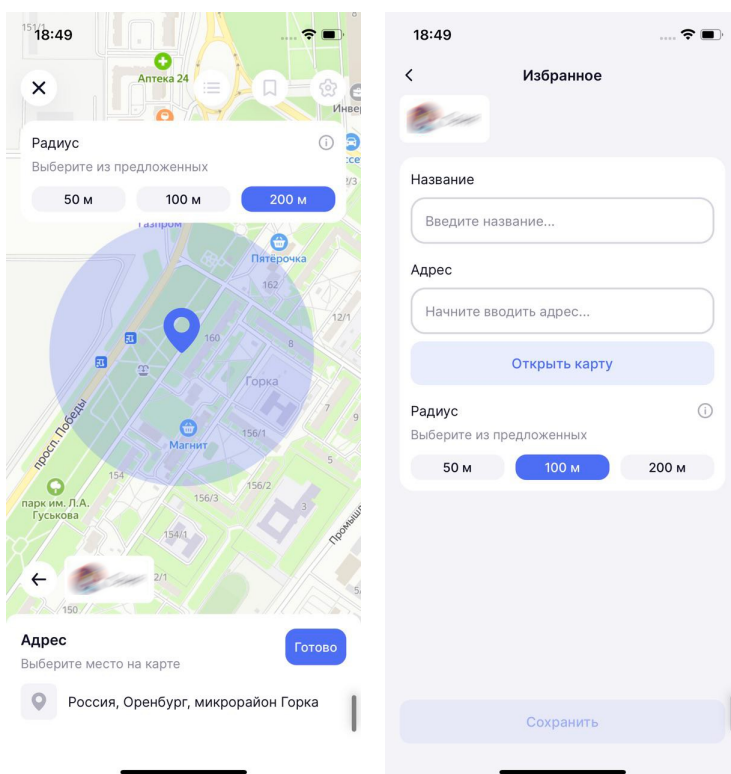 151/1
18:49
Аптека 24
Инве
Радиус
Выберите из предложенных
50 м
100 м
200 м
Газпром
Пятёрочка
162
12/1
160
8
Горка
7
9
просп. Победы
Магнит
156/1
5
154
156/2
парк им. Л.А.
Гуськова
156/3
3
154/1
2/1
150
Адрес
Готово
Выберите место на карте
Россия, Оренбург, микрорайон Горка
18:49
Избранное
Название
Введите название...
Адрес
Начните вводить адрес...
Открыть карту
Радиус
Выберите из предложенных
50 м
100 м
200 м
Сохранить